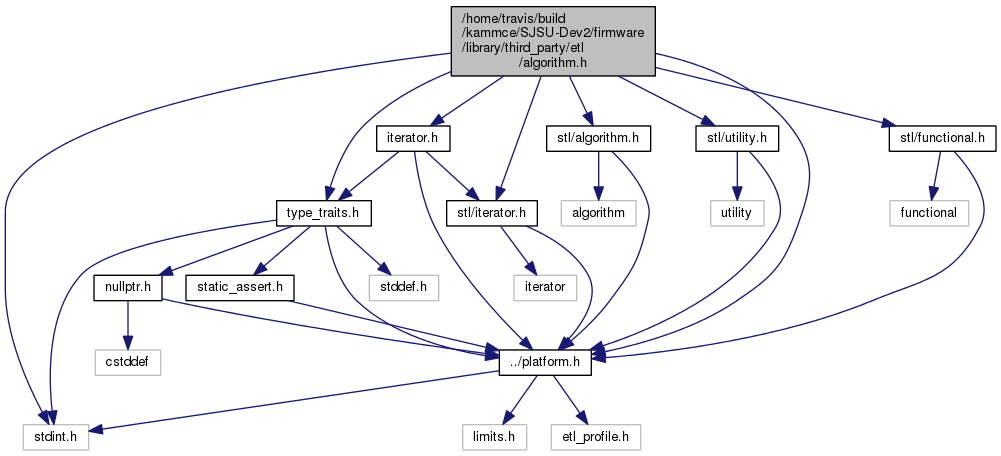 /home/travis/build
/kammce/SJSU-Dev2/firmware
/library/third_party/etl
/algorithm.h
iterator.h
stl/algorithm.h
stl/utility.h
stl/functional.h
type_traits.h
stl/iterator.h
algorithm
utility
functional
nullptr.h
static_assert.h
stddef.h
iterator
cstddef
../platform.h
stdint.h
limits.h
etl_profile.h